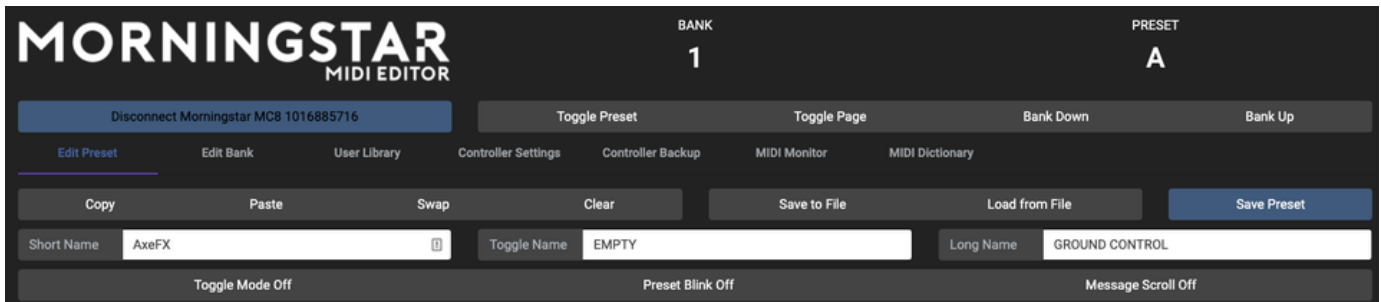 MORNINGSTAR
MIDI EDITOR
BANK
1
PRESET
A
Disconnect Morningstar MC8 1016885716
Toggle Preset
Toggle Page
Bank Down
Bank Up
Edit Preset
Edit Bank
User Library
Controller Settings
Controller Backup
MIDI Monitor
MIDI Dictionary
Copy
Paste
Swap
Clear
Save to File
Load from File
Save Preset
Short Name AxeFX
Toggle Name EMPTY
Long Name GROUND CONTROL
Toggle Mode Off
Preset Blink Off
Message Scroll Off